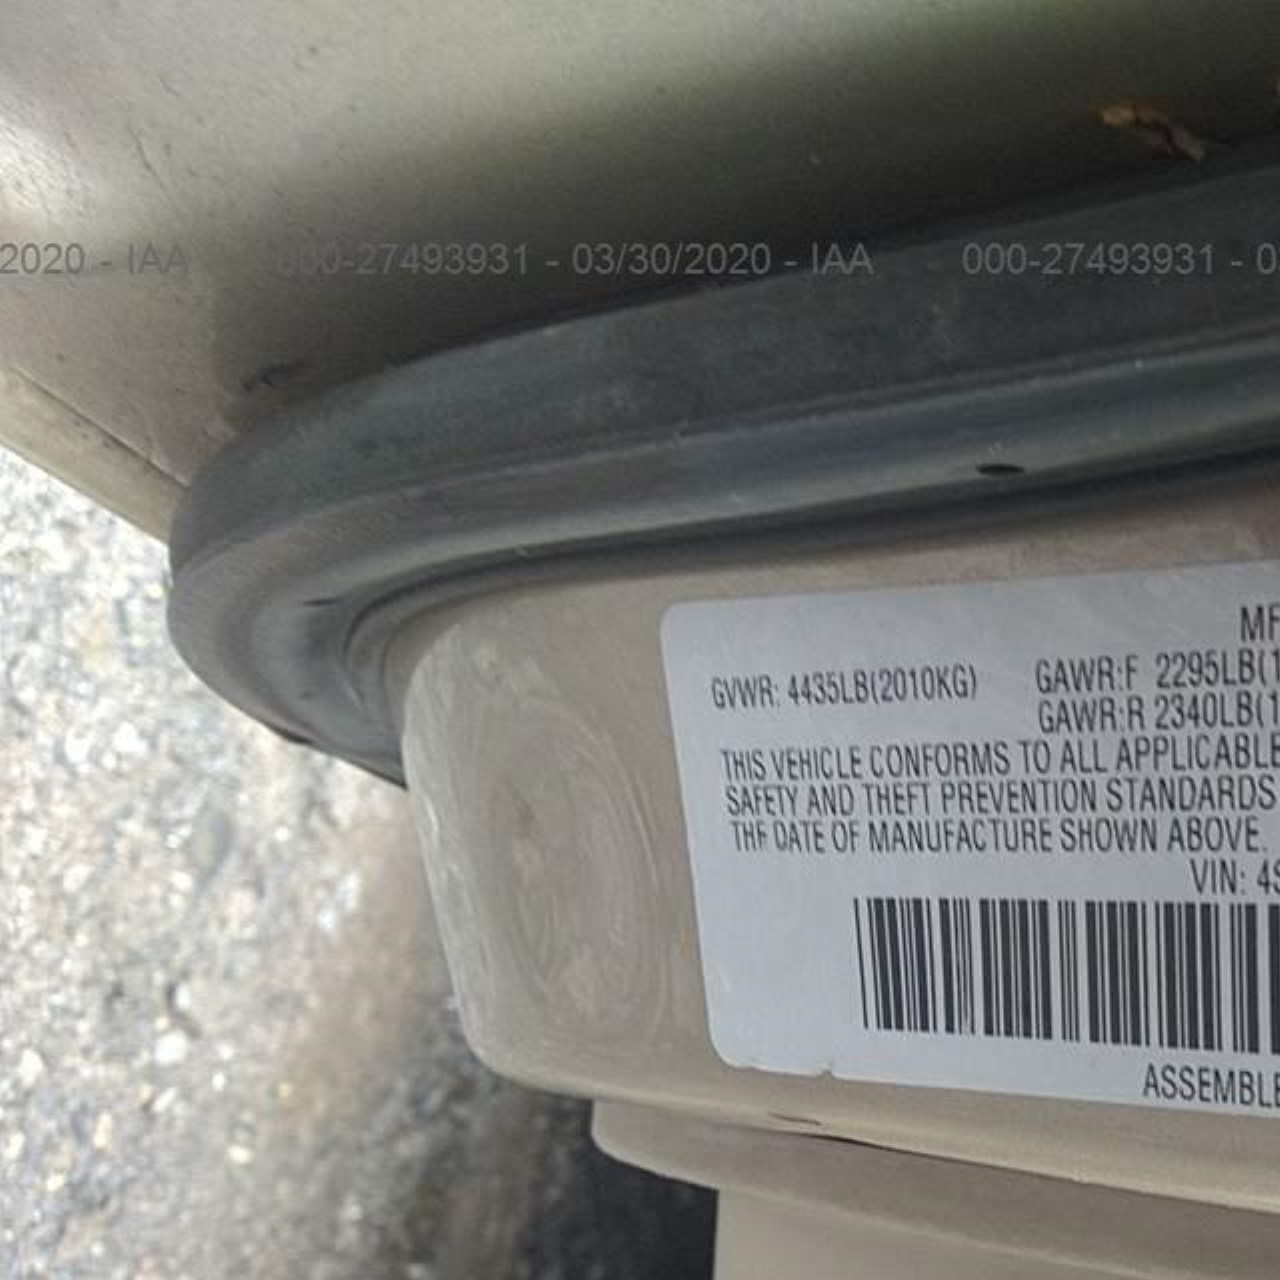 2020 - IAA 000-27493931 - 03/30/2020 - IAA 000-27493931 - 0
MF
GVWR: 4435LB(2010KG) GAWR:F 2295LB(1
GAWR:R 2340LB(1
THIS VEHICLE CONFORMS TO ALL APPLICABLE
SAFETY AND THEFT PREVENTION STANDARDS
THE DATE OF MANUFACTURE SHOWN ABOVE.
VIN: 4S
ASSEMBLE